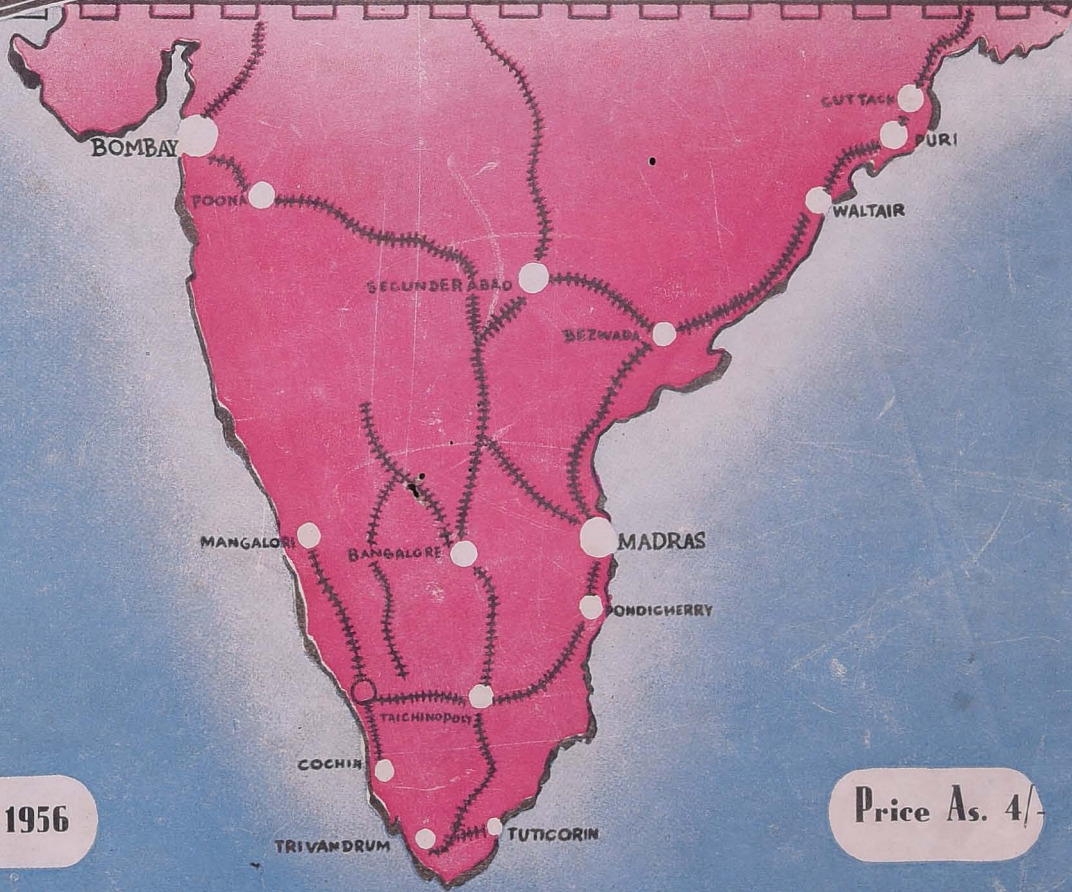 CUTTACK
PURI
BOMBAY
POONA
WALTAIR
SECUNDERABAD
BEZWADA
MANGALORE
BANGALORE
MADRAS
PONDICHERRY
TRICHINOPOLY
COCHIN
1956
Price As. 4/-
TRIVANDRUM
TUTICORIN